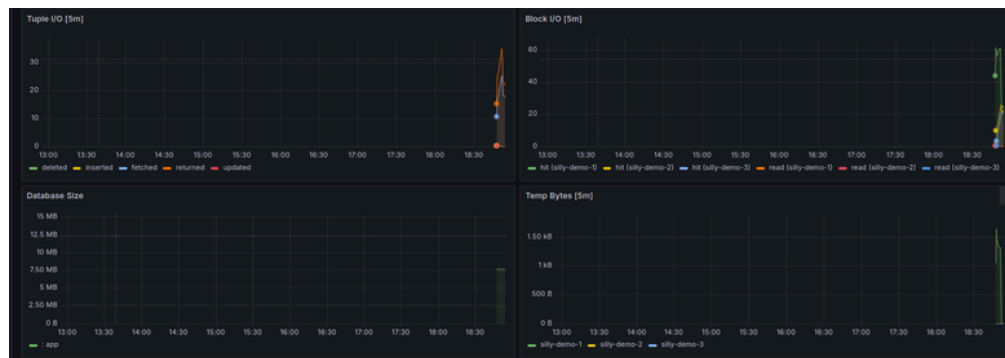 Tuple I/O [5m]
30
20
10
0
13:00 13:30 14:00 14:30 15:00 15:30 16:00 16:30 17:00 17:30 18:00 18:30
deleted inserted fetched returned updated
Block I/O [5m]
60
40
20
0
13:00 13:30 14:00 14:30 15:00 15:30 16:00 16:30 17:00 17:30 18:00 18:30
hit (silly-demo-1) hit (silly-demo-2) hit (silly-demo-3) read (silly-demo-1) read (silly-demo-2) read (silly-demo-3)
Database Size
15 MB
12.5 MB
10 MB
7.50 MB
5 MB
2.50 MB
0 B
13:00 13:30 14:00 14:30 15:00 15:30 16:00 16:30 17:00 17:30 18:00 18:30
: app
Temp Bytes [5m]
1.50 kB
1 kB
500 B
0 B
13:00 13:30 14:00 14:30 15:00 15:30 16:00 16:30 17:00 17:30 18:00 18:30
silly-demo-1 silly-demo-2 silly-demo-3